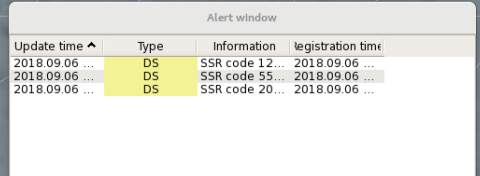 Alert window
Update time Type Information Registration time
2018.09.06 ... DS SSR code 12... 2018.09.06 ...
2018.09.06 ... DS SSR code 55... 2018.09.06 ...
2018.09.06 ... DS SSR code 20... 2018.09.06 ...